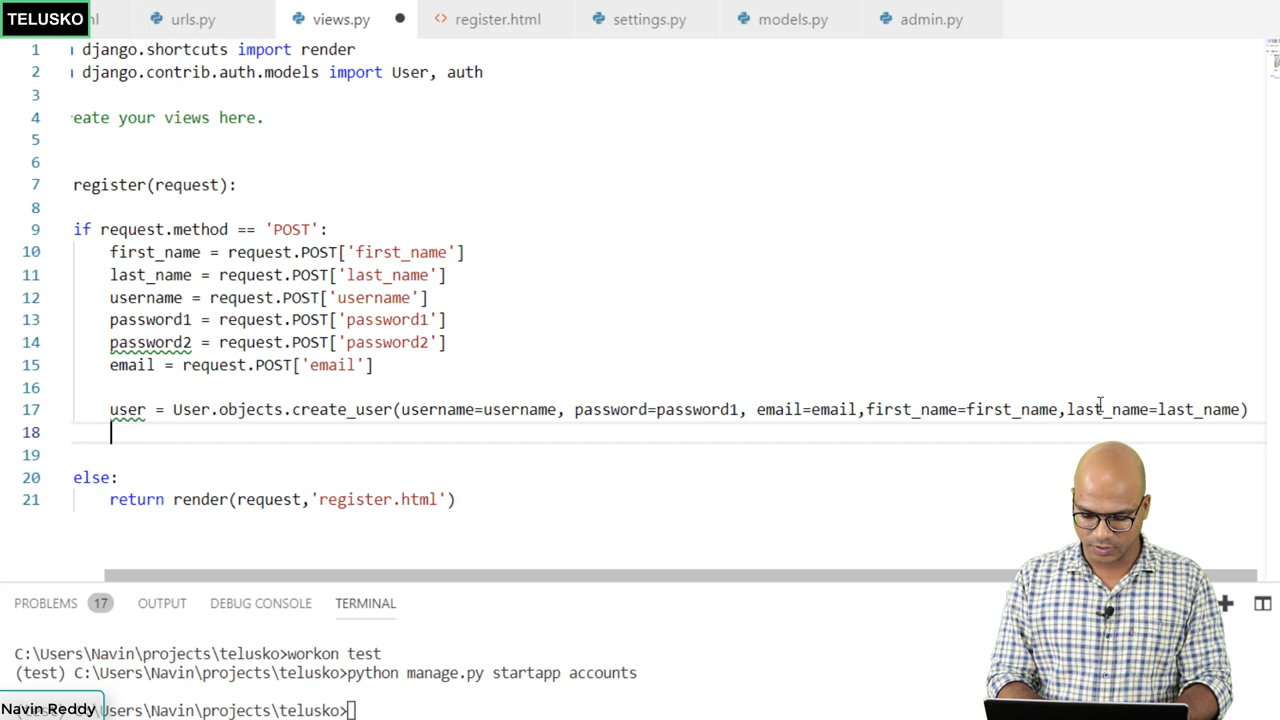 TELUSKO
urls.py
views.py
register.html
settings.py
models.py
admin.py
1 django.shortcuts import render
2 django.contrib.auth.models import User, auth
3
4 eate your views here.
5
6
7 register(request):
8
9 if request.method == 'POST':
10 first_name = request.POST['first_name']
11 last_name = request.POST['last_name']
12 username = request.POST['username']
13 password1 = request.POST['password1']
14 password2 = request.POST['password2']
15 email = request.POST['email']
16
17 user = User.objects.create_user(username=username, password=password1, email=email,first_name=first_name,last_name=last_name)
18
19
20 else:
21 return render(request,'register.html')
PROBLEMS 17 OUTPUT DEBUG CONSOLE TERMINAL
C:\Users\Navin\projects\telusko>workon test
(test) C:\Users\Navin\projects\telusko>python manage.py startapp accounts
Navin Reddy
\Users\Navin\projects\telusko>